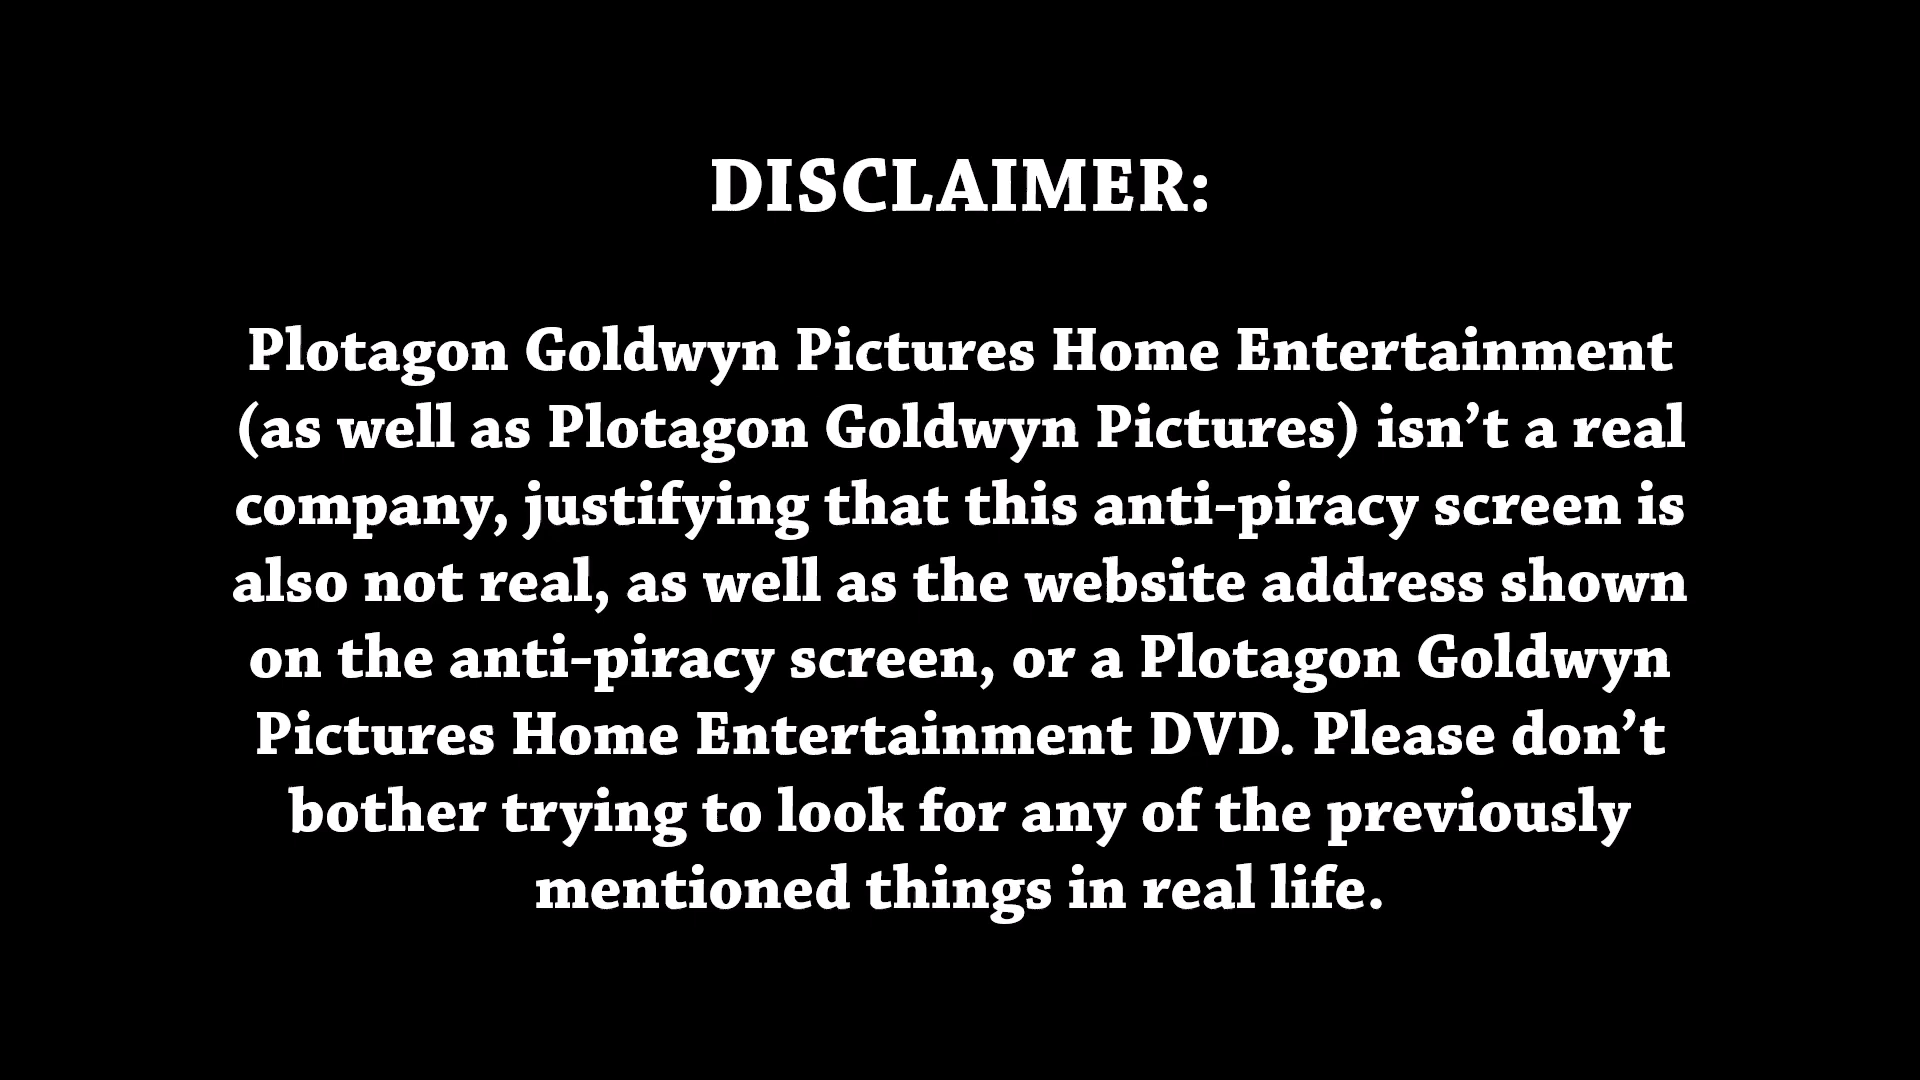 DISCLAIMER:
Plotagon Goldwyn Pictures Home Entertainment
(as well as Plotagon Goldwyn Pictures) isn’t a real
company, justifying that this anti-piracy screen is
also not real, as well as the website address shown
on the anti-piracy screen, or a Plotagon Goldwyn
Pictures Home Entertainment DVD. Please don’t
bother trying to look for any of the previously
mentioned things in real life.